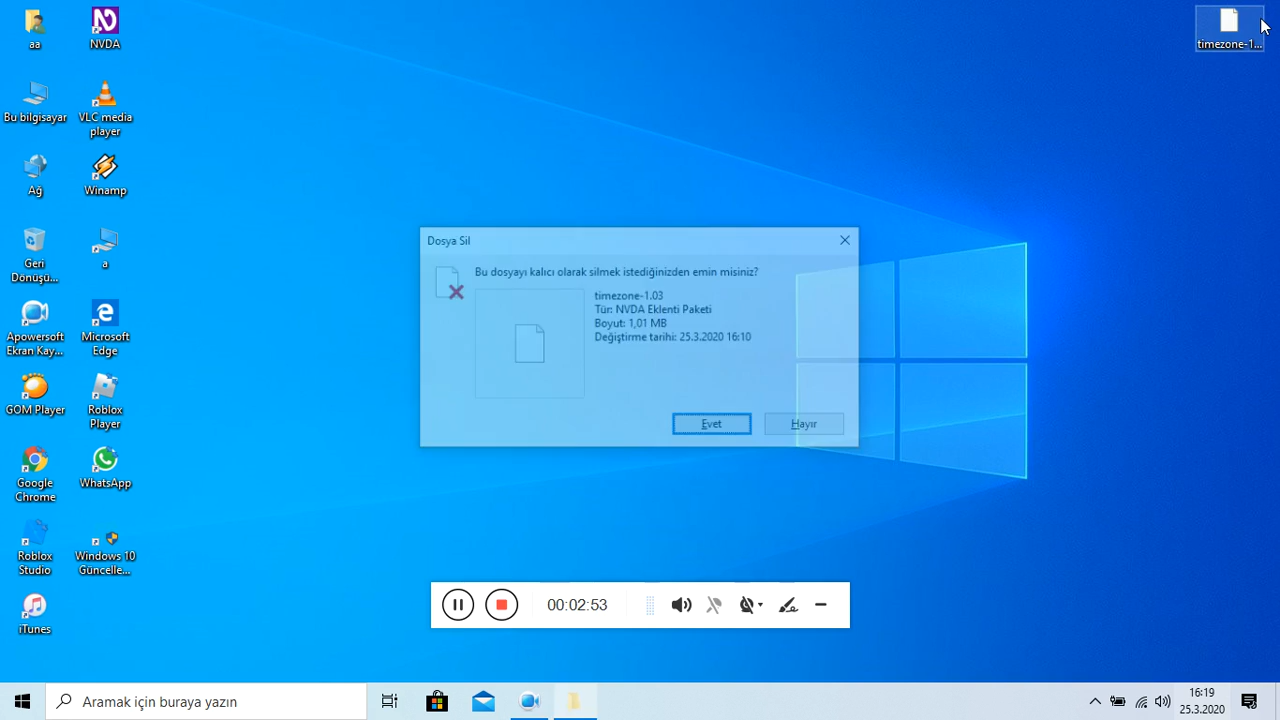 aa
NVDA
timezone-1...
Bu bilgisayar
VLC media
player
Ağ
Winamp
Geri
Dönüşü...
a
Apowersoft
Ekran Kay...
Microsoft
Edge
GOM Player
Roblox
Player
Google
Chrome
WhatsApp
Roblox
Studio
Windows 10
Güncelle...
iTunes
Dosya Sil
Bu dosyayı kalıcı olarak silmek istediğinizden emin misiniz?
timezone-1.03
Tür: NVDA Eklenti Paketi
Boyut: 1,01 MB
Değiştirme tarihi: 25.3.2020 16:10
Evet
Hayır
00:02:53
Aramak için buraya yazın
16:19
25.3.2020